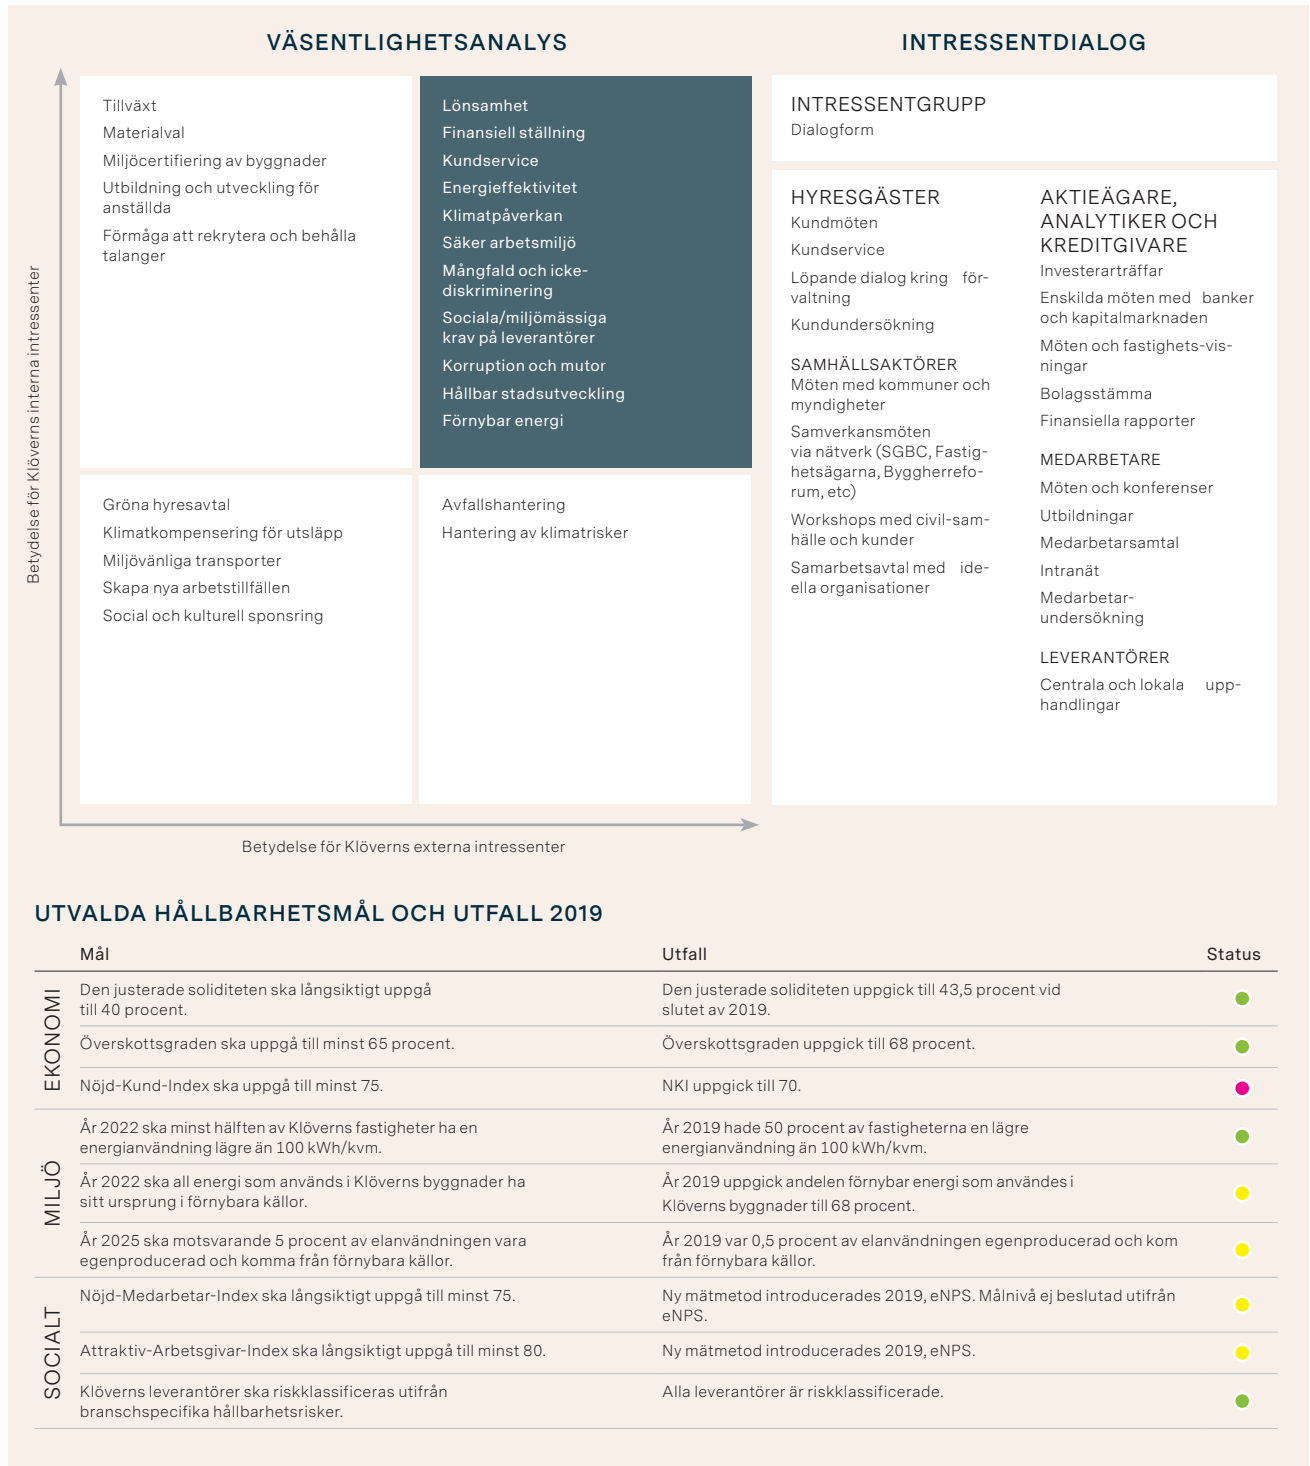 VÄSENTLIGHETSANALYS
Betydelse för Klöverns interna intressenter
Tillväxt
Materialval
Miljöcertifiering av byggnader
Utbildning och utveckling för
anställda
Förmåga att rekrytera och behålla
talanger
Lönsamhet
Finansiell ställning
Kundservice
Energieffektivitet
Klimatpåverkan
Säker arbetsmiljö
Mångfald och icke-
diskriminering
Sociala/miljömässiga
krav på leverantörer
Korruption och mutor
Hållbar stadsutveckling
Förnybar energi
Gröna hyresavtal
Klimatkompensering för utsläpp
Miljövänliga transporter
Skapa nya arbetstillfällen
Social och kulturell sponsring
Avfallshantering
Hantering av klimatrisker
Betydelse för Klöverns externa intressenter
INTRESSENTDIALOG
INTRESSENTGRUPP
Dialogform
HYRESGÄSTER
Kundmöten
Kundservice
Löpande dialog kring för-
valtning
Kundundersökning
SAMHÄLLSAKTÖRER
Möten med kommuner och
myndigheter
Samverkansmöten
via nätverk (SGBC, Fastig-
hetsägarna, Byggherrefo-
rum, etc)
Workshops med civil-sam-
hälle och kunder
Samarbetsavtal med ide-
ella organisationer
AKTIEÄGARE,
ANALYTIKER OCH
KREDITGIVARE
Investerarträffar
Enskilda möten med banker
och kapitalmarknaden
Möten och fastighets-vis-
ningar
Bolagsstämma
Finansiella rapporter
MEDARBETARE
Möten och konferenser
Utbildningar
Medarbetarsamtal
Intranät
Medarbetar-
undersökning
LEVERANTÖRER
Centrala och lokala upp-
handlingar
UTVALDA HÅLLBARHETSMÅL OCH UTFALL 2019
Mål Utfall Status
EKONOMI
Den justerade soliditeten ska långsiktigt uppgå
till 40 procent.
Den justerade soliditeten uppgick till 43,5 procent vid
slutet av 2019.
Överskottsgraden ska uppgå till minst 65 procent.
Överskottsgraden uppgick till 68 procent.
Nöjd-Kund-Index ska uppgå till minst 75.
NKI uppgick till 70.
MILJÖ
År 2022 ska minst hälften av Klöverns fastigheter ha en
energianvändning lägre än 100 kWh/kvm.
År 2019 hade 50 procent av fastigheterna en lägre
energianvändning än 100 kWh/kvm.
År 2022 ska all energi som används i Klöverns byggnader ha
sitt ursprung i förnybara källor.
År 2019 uppgick andelen förnybar energi som användes i
Klöverns byggnader till 68 procent.
År 2025 ska motsvarande 5 procent av elanvändningen vara
egenproducerad och komma från förnybara källor.
År 2019 var 0,5 procent av elanvändningen egenproducerad och kom
från förnybara källor.
SOCIALT
Nöjd-Medarbetar-Index ska långsiktigt uppgå till minst 75.
Ny mätmetod introducerades 2019, eNPS. Målnivå ej beslutad utifrån
eNPS.
Attraktiv-Arbetsgivar-Index ska långsiktigt uppgå till minst 80.
Ny mätmetod introducerades 2019, eNPS.
Klöverns leverantörer ska riskklassificeras utifrån
branschspecifika hållbarhetsrisker.
Alla leverantörer är riskklassificerade.